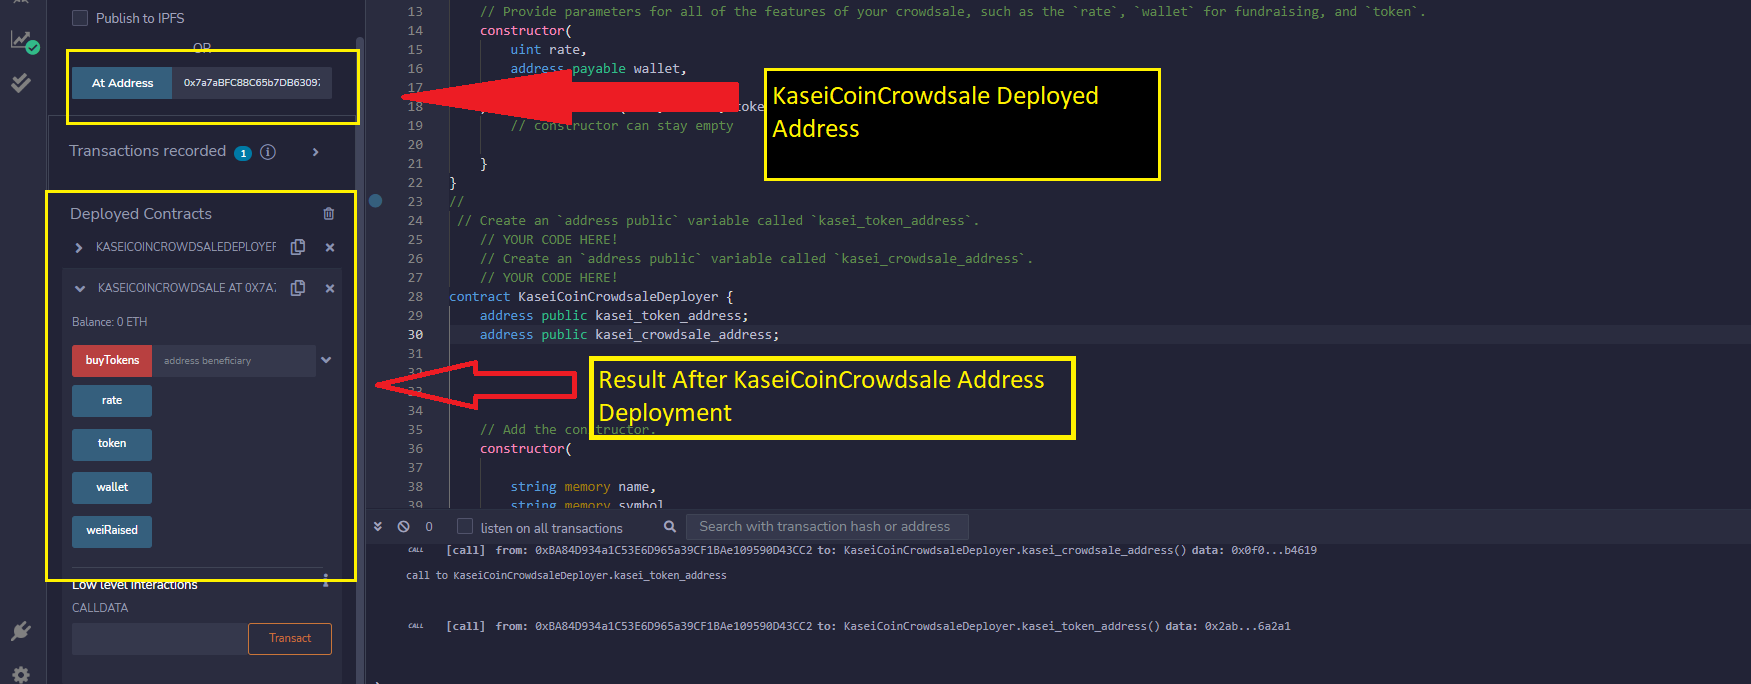 Publish to IPFS
OR
At Address 0x7a7aBFC88C65b7DB6309
Transactions recorded 1 i
Deployed Contracts
KASEICOINCROWDSALEDEPLOYER
KASEICOINCROWDSALE AT 0X7A7
Balance: 0 ETH
buyTokens address beneficiary
rate
token
wallet
weiRaised
Low level interactions
CALLDATA
Transact
13 // Provide parameters for all of the features of your crowdsale, such as the `rate`, `wallet` for fundraising, and `token`.
14 constructor(
15 uint rate,
16 address payable wallet,
17
18 toke
19 // constructor can stay empty
20
21 }
22 }
23 //
24 // Create an `address public` variable called `kasei_token_address`.
25 // YOUR CODE HERE!
26 // Create an `address public` variable called `kasei_crowdsale_address`.
27 // YOUR CODE HERE!
28 contract KaseiCoinCrowdsaleDeployer {
29 address public kasei_token_address;
30 address public kasei_crowdsale_address;
31
32
33
34
35 // Add the constructor.
36 constructor(
37
38 string memory name,
39 string memory symbol
KaseiCoinCrowdsale Deployed
Address
Result After KaseiCoinCrowdsale Address
Deployment
0 listen on all transactions Search with transaction hash or address
CALL [call] from: 0xBA84D934a1C53E6D965a39CF1BAe109590D43CC2 to: KaseiCoinCrowdsaleDeployer.kasei_crowdsale_address() data: 0x0f0...b4619
call to KaseiCoinCrowdsaleDeployer.kasei_token_address
CALL [call] from: 0xBA84D934a1C53E6D965a39CF1BAe109590D43CC2 to: KaseiCoinCrowdsaleDeployer.kasei_token_address() data: 0x2ab...6a2a1